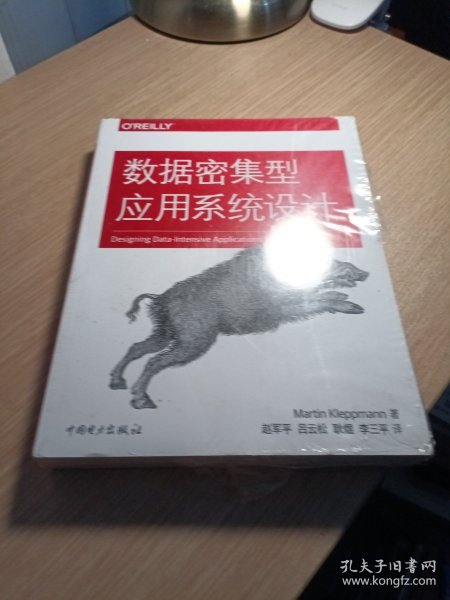 O'REILLY
数据密集型
应用系统设计
Designing Data-Intensive Applications
Martin Kleppmann 著
赵军平 吕云松 耿煜 李三平 译
中国电力出版社
孔夫子旧书网
www.kongfz.com